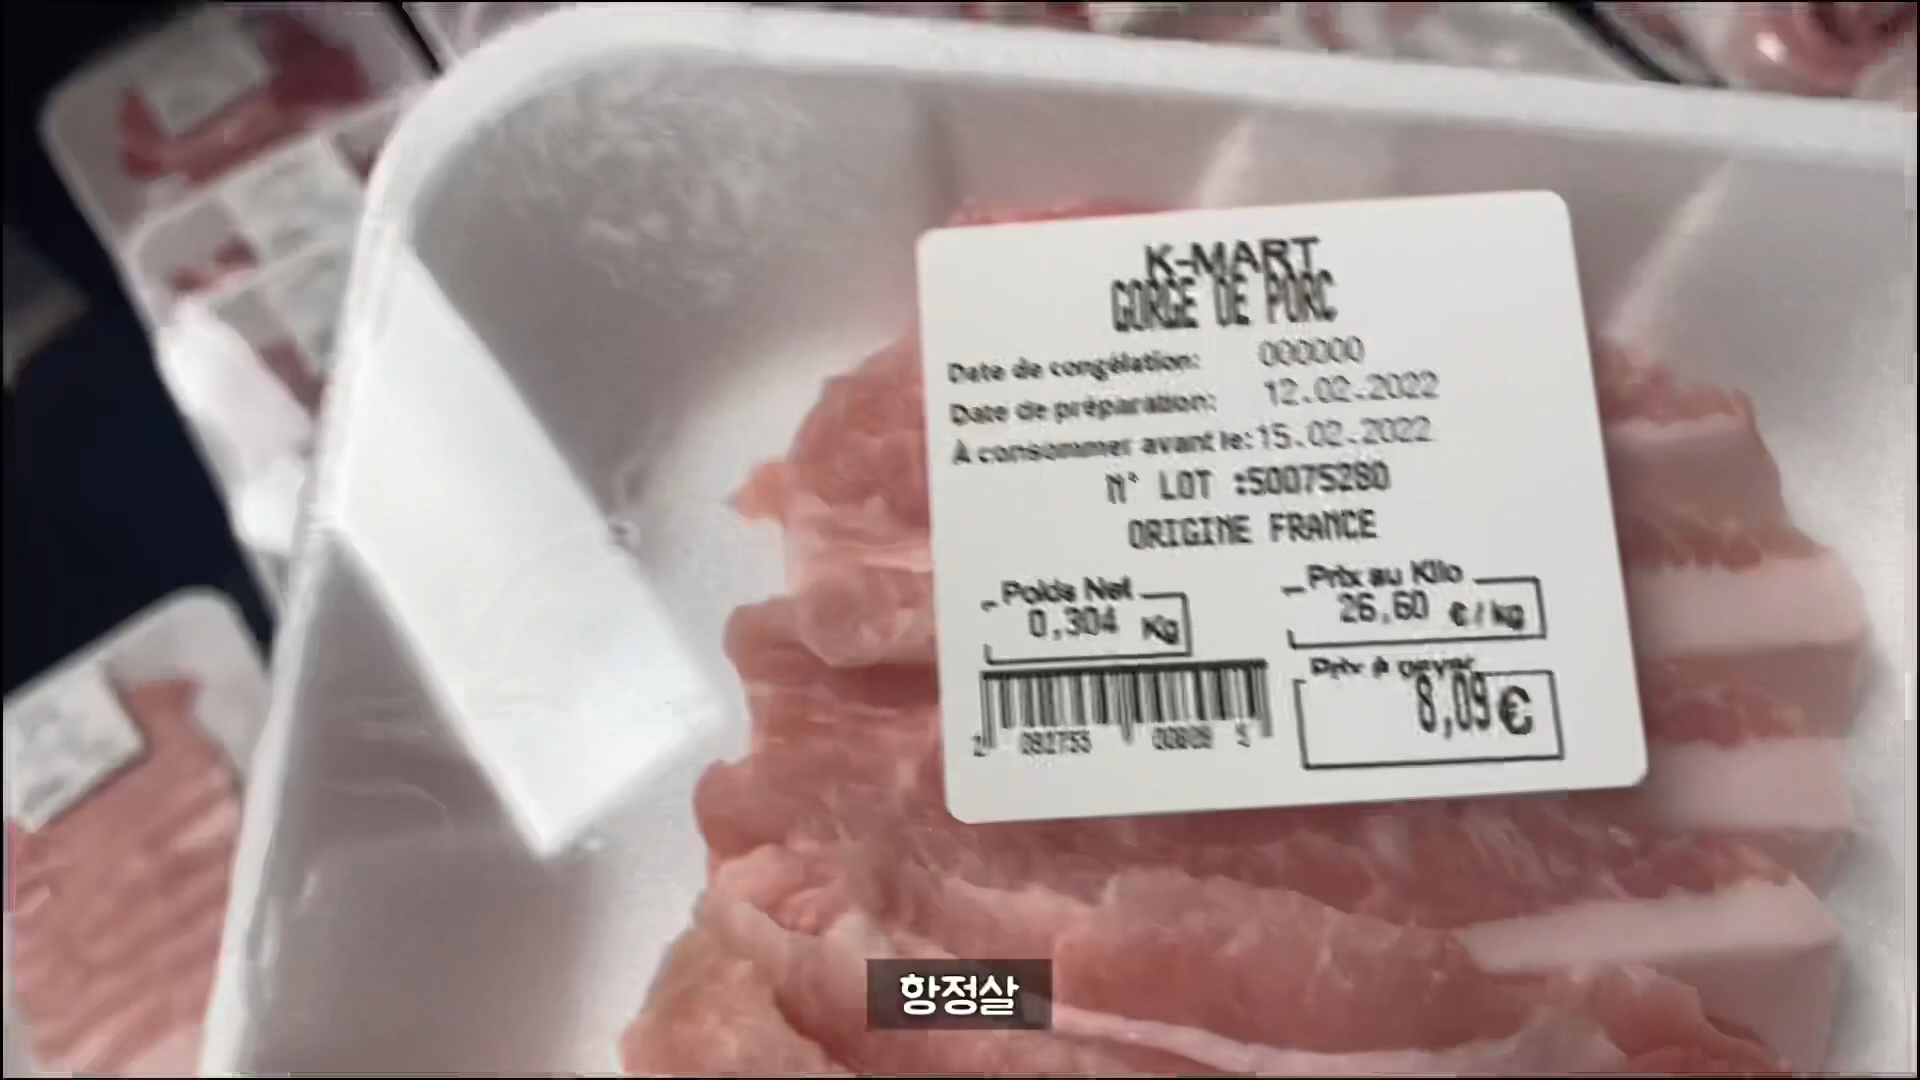 K-MART
GORGE DE PORC
Date de congélation: 000000
Date de préparation: 12.02.2022
À consommer avant le: 15.02.2022
N° LOT :50075280
ORIGINE FRANCE
Poids Net
0,304 Kg
Prix au Kilo
26,60 €/kg
Prix à payer
8,09 €
항정살